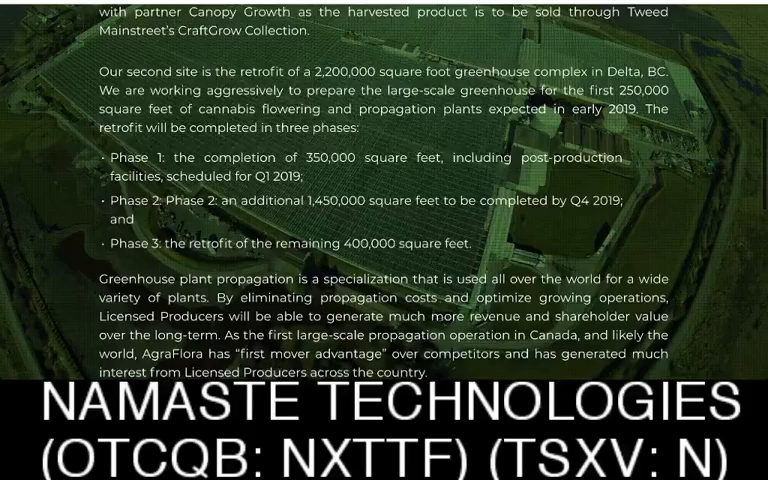 with partner Canopy Growth as the harvested product is to be sold through Tweed
Mainstreet's CraftGrow Collection.
Our second site is the retrofit of a 2,200,000 square foot greenhouse complex in Delta, BC.
We are working aggressively to prepare the large-scale greenhouse for the first 250,000
square feet of cannabis flowering and propagation plants expected in early 2019. The
retrofit will be completed in three phases:
· Phase 1: the completion of 350,000 square feet, including post-production
facilities, scheduled for Q1 2019;
· Phase 2: Phase 2: an additional 1,450,000 square feet to be completed by Q4 2019;
and
· Phase 3: the retrofit of the remaining 400,000 square feet.
Greenhouse plant propagation is a specialization that is used all over the world for a wide
variety of plants. By eliminating propagation costs and optimize growing operations,
Licensed Producers will be able to generate much more revenue and shareholder value
over the long-term. As the first large-scale propagation operation in Canada, and likely the
world, AgraFlora has "first mover advantage" over competitors and has generated much
interest from Licensed Producers across the country.
NAMASTE TECHNOLOGIES
(OTCQB: NXTTF) (TSXV: N)